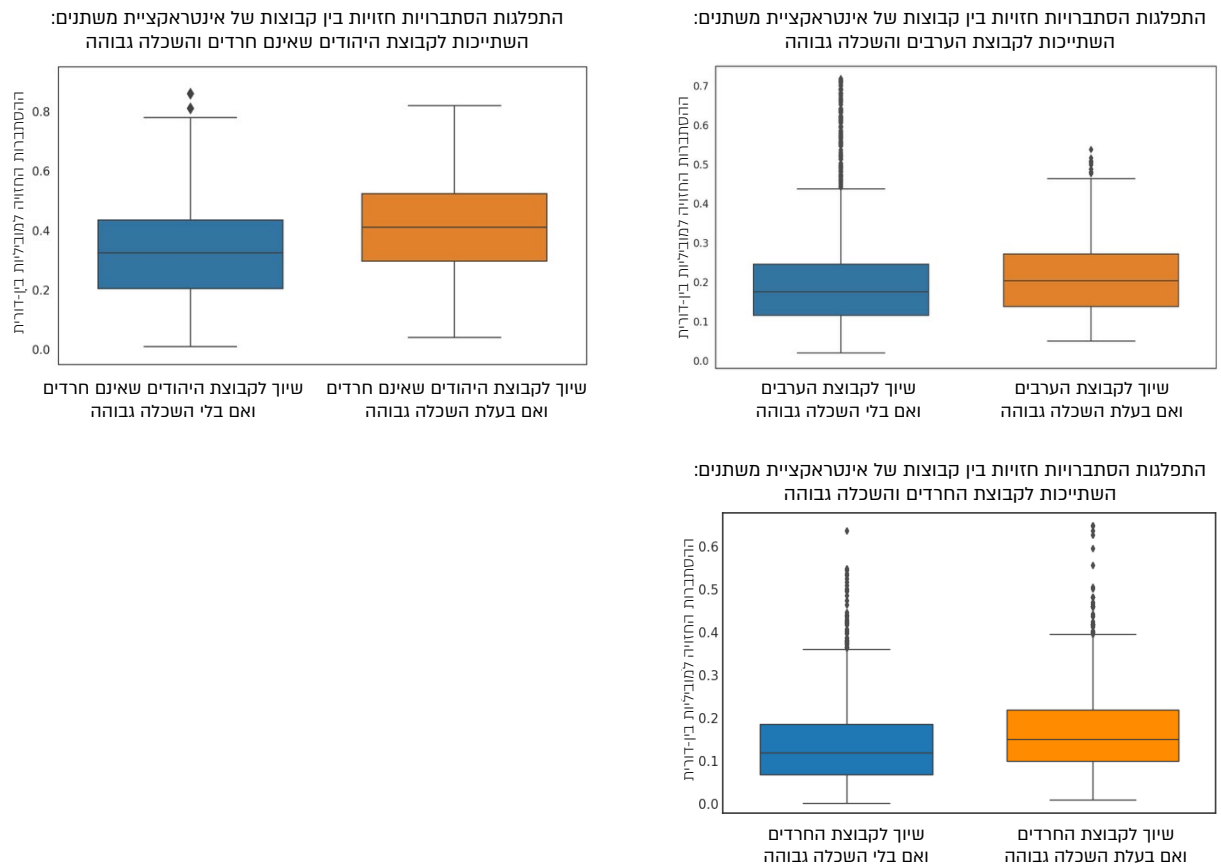 התפלגות הסתברויות חזויות בין קבוצות של אינטראקציית משתנים:
השתייכות לקבוצת הערבים והשכלה גבוהה
ההסתברות החזויה למוביליות בין-דורית
0.7
0.6
0.5
0.4
0.3
0.2
0.1
0.0
שיוך לקבוצת הערבים
ואם בעלת השכלה גבוהה
שיוך לקבוצת הערבים
ואם בלי השכלה גבוהה
התפלגות הסתברויות חזויות בין קבוצות של אינטראקציית משתנים:
השתייכות לקבוצת היהודים שאינם חרדים והשכלה גבוהה
ההסתברות החזויה למוביליות בין-דורית
0.8
0.6
0.4
0.2
0.0
שיוך לקבוצת היהודים שאינם חרדים
ואם בעלת השכלה גבוהה
שיוך לקבוצת היהודים שאינם חרדים
ואם בלי השכלה גבוהה
התפלגות הסתברויות חזויות בין קבוצות של אינטראקציית משתנים:
השתייכות לקבוצת החרדים והשכלה גבוהה
ההסתברות החזויה למוביליות בין-דורית
0.6
0.5
0.4
0.3
0.2
0.1
0.0
שיוך לקבוצת החרדים
ואם בעלת השכלה גבוהה
שיוך לקבוצת החרדים
ואם בלי השכלה גבוהה